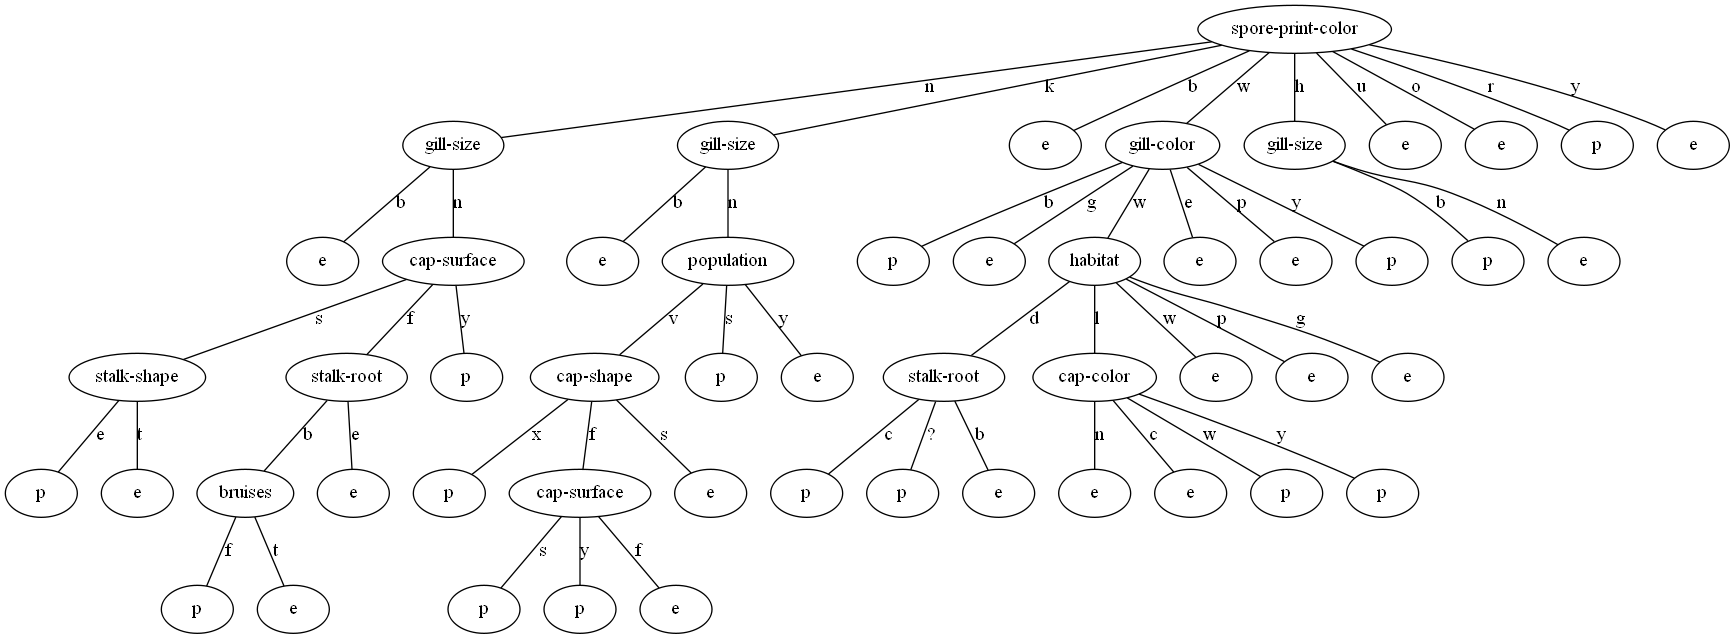 spore-print-color
n k b w h u o r y
gill-size gill-size e gill-color gill-size e e p e
b n b n b g w e p y b n
e cap-surface e population p e habitat e e p p e
s f y v s y d l w p g
stalk-shape stalk-root p cap-shape p e stalk-root cap-color e e e
e t b e x f s c ? b n c w y
p e bruises e p cap-surface e p p e e e p p
f t s y f
p e p p e